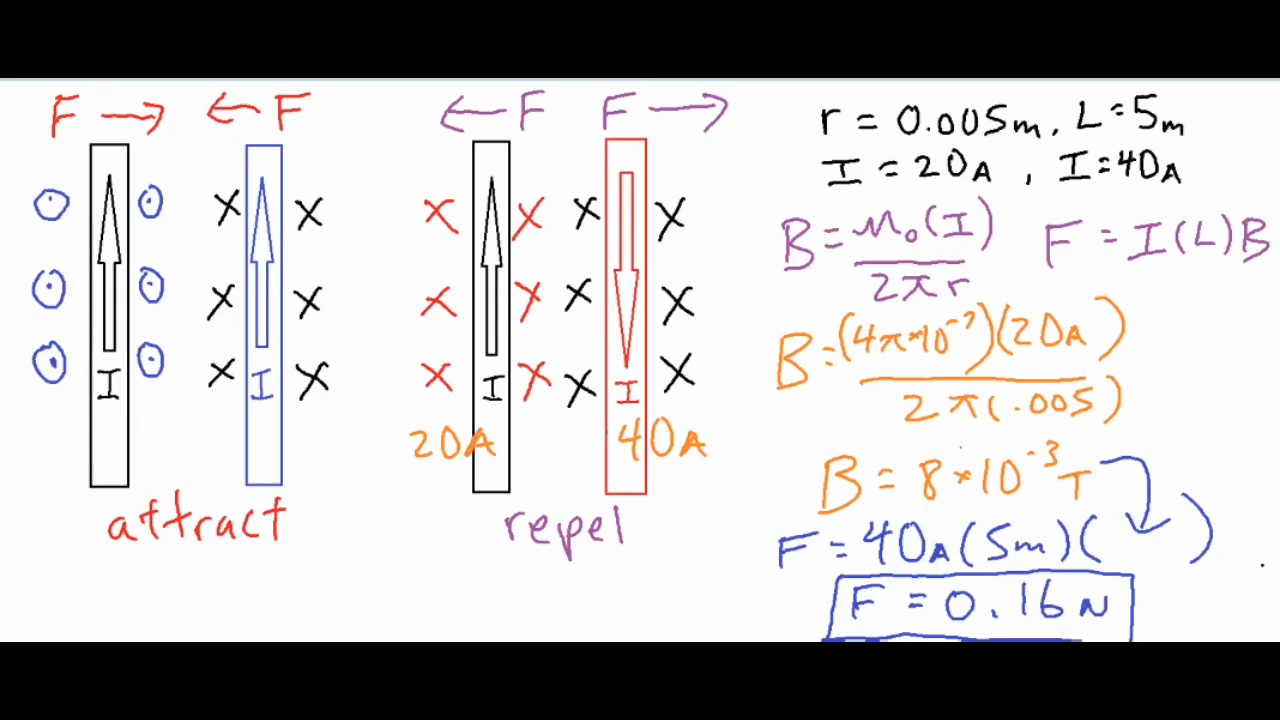 F → ← F
I I
attract
← F F →
I I
20A 40A
repel
r = 0.005m, L=5m
I = 20A , I=40A
B = μ₀(I) / 2πr F = I(L)B
B = (4π×10⁻⁷)(20A) / 2π(.005)
B = 8×10⁻³ T
F = 40A(5m)( )
F = 0.16 N